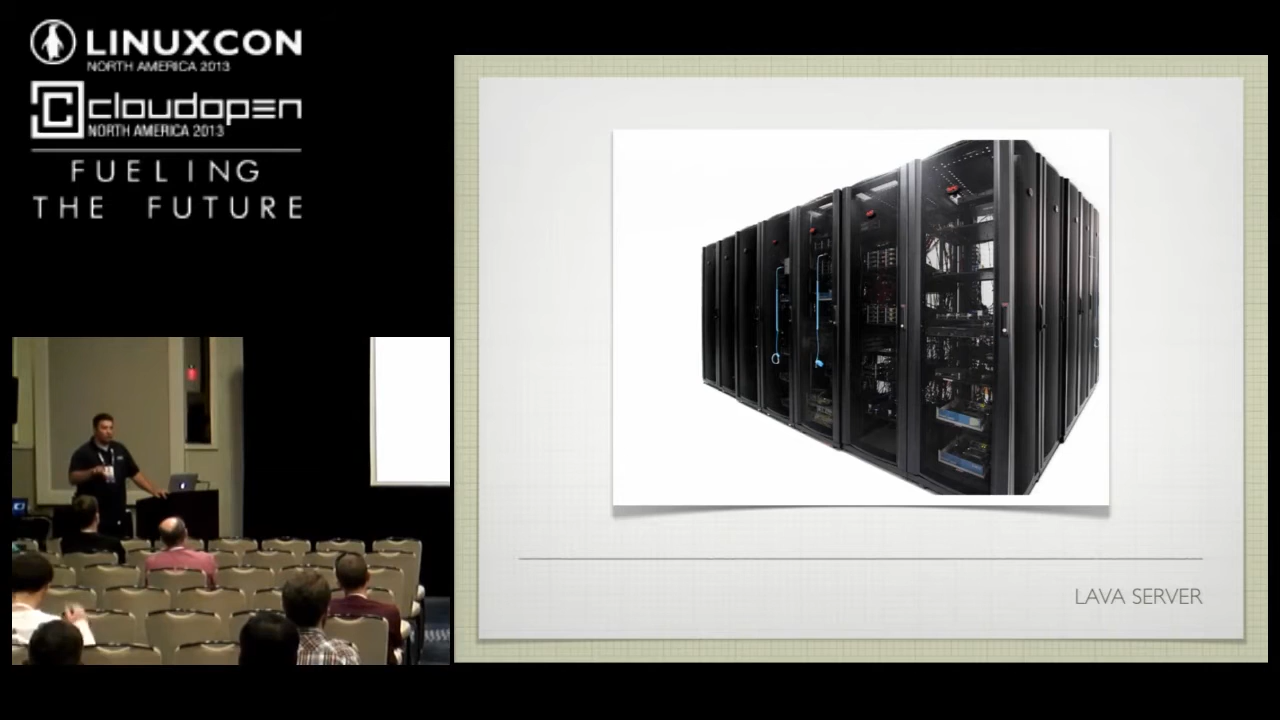 LINUXCON
NORTH AMERICA 2013
cloudopen
NORTH AMERICA 2013
FUELING
THE FUTURE
LAVA SERVER